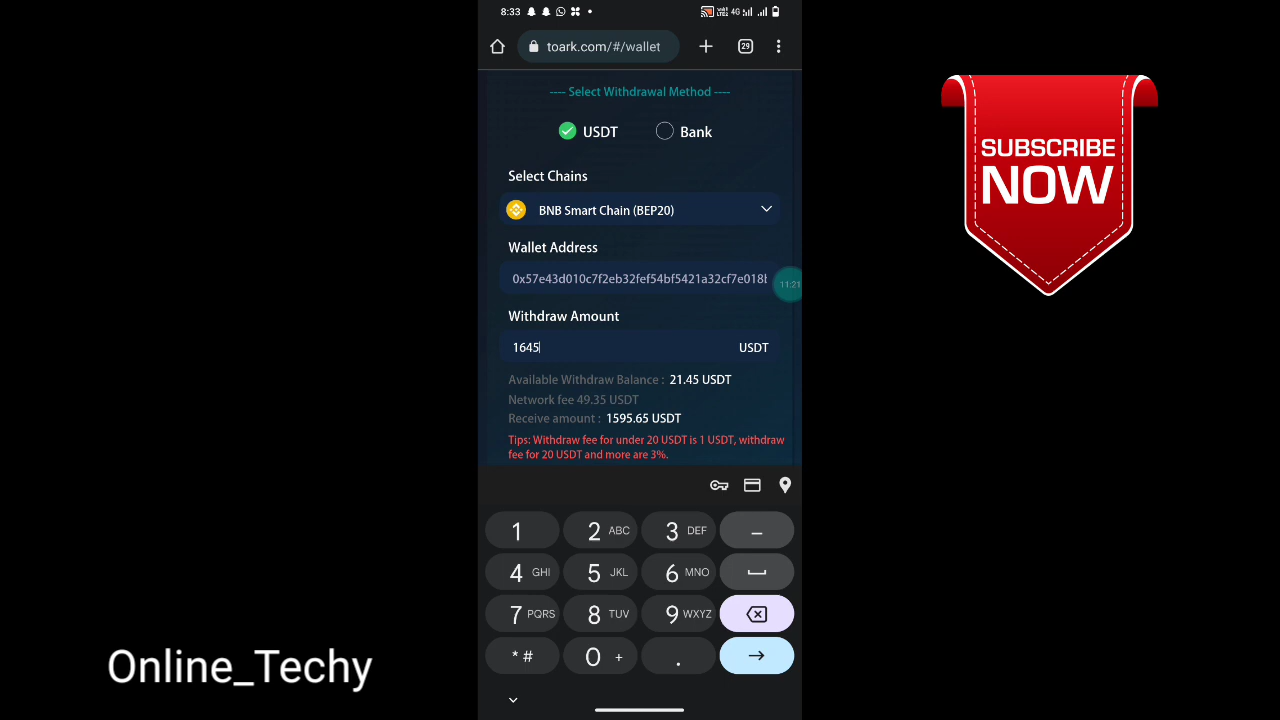 8:33
4G
toark.com/#/wallet
29
---- Select Withdrawal Method ----
USDT
Bank
Select Chains
BNB Smart Chain (BEP20)
Wallet Address
0x57e43d010c7f2eb32fef54bf5421a32cf7e018
11:21
Withdraw Amount
1645
USDT
Available Withdraw Balance : 21.45 USDT
Network fee 49.35 USDT
Receive amount : 1595.65 USDT
Tips: Withdraw fee for under 20 USDT is 1 USDT, withdraw
fee for 20 USDT and more are 3%.
1
2 ABC
3 DEF
4 GHI
5 JKL
6 MNO
7 PQRS
8 TUV
9 WXYZ
* #
0 +
.
SUBSCRIBE
NOW
Online_Techy